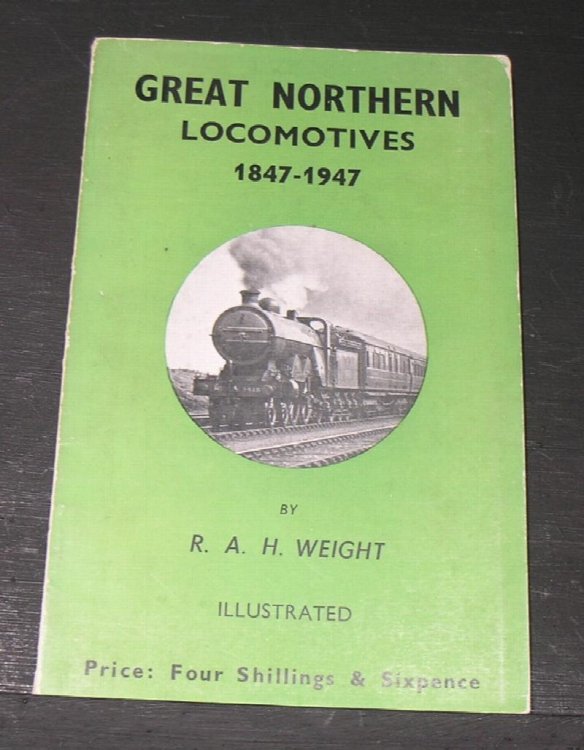 GREAT NORTHERN
LOCOMOTIVES
1847-1947
BY
R. A. H. WEIGHT
ILLUSTRATED
Price: Four Shillings & Sixpence